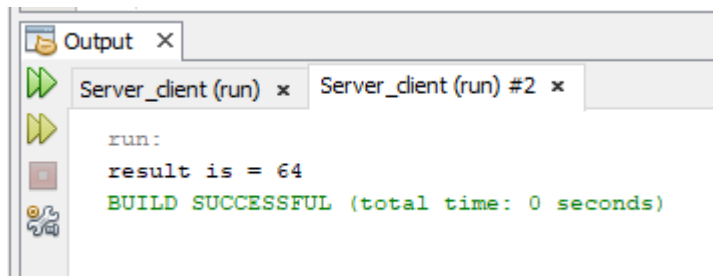 Output ×
Server_client (run) × Server_client (run) #2 ×
run:
result is = 64
BUILD SUCCESSFUL (total time: 0 seconds)